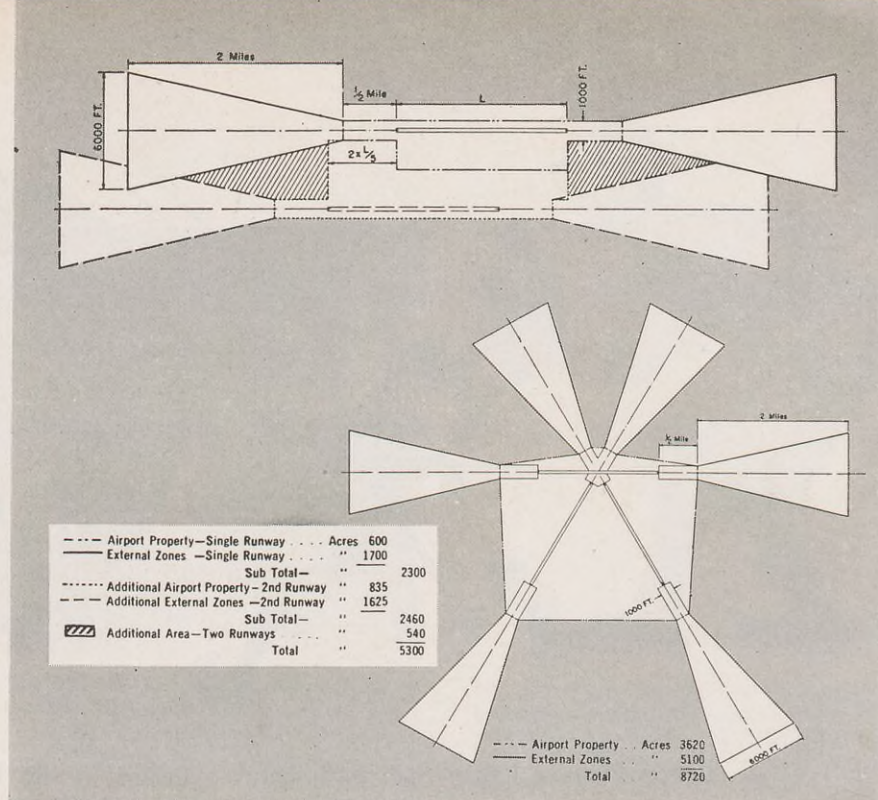 2 Miles
½ Mile
L
1000 FT.
6000 FT.
2 x L/5
2 Miles
½ Mile
Airport Property—Single Runway .... Acres 600
External Zones —Single Runway .... " 1700
Sub Total— " 2300
Additional Airport Property—2nd Runway " 835
Additional External Zones —2nd Runway " 1625
Sub Total— " 2460
Additional Area—Two Runways ..... " 540
Total " 5300
1000 FT.
6000 FT.
Airport Property .. Acres 3620
External Zones .. " 5100
Total " 8720